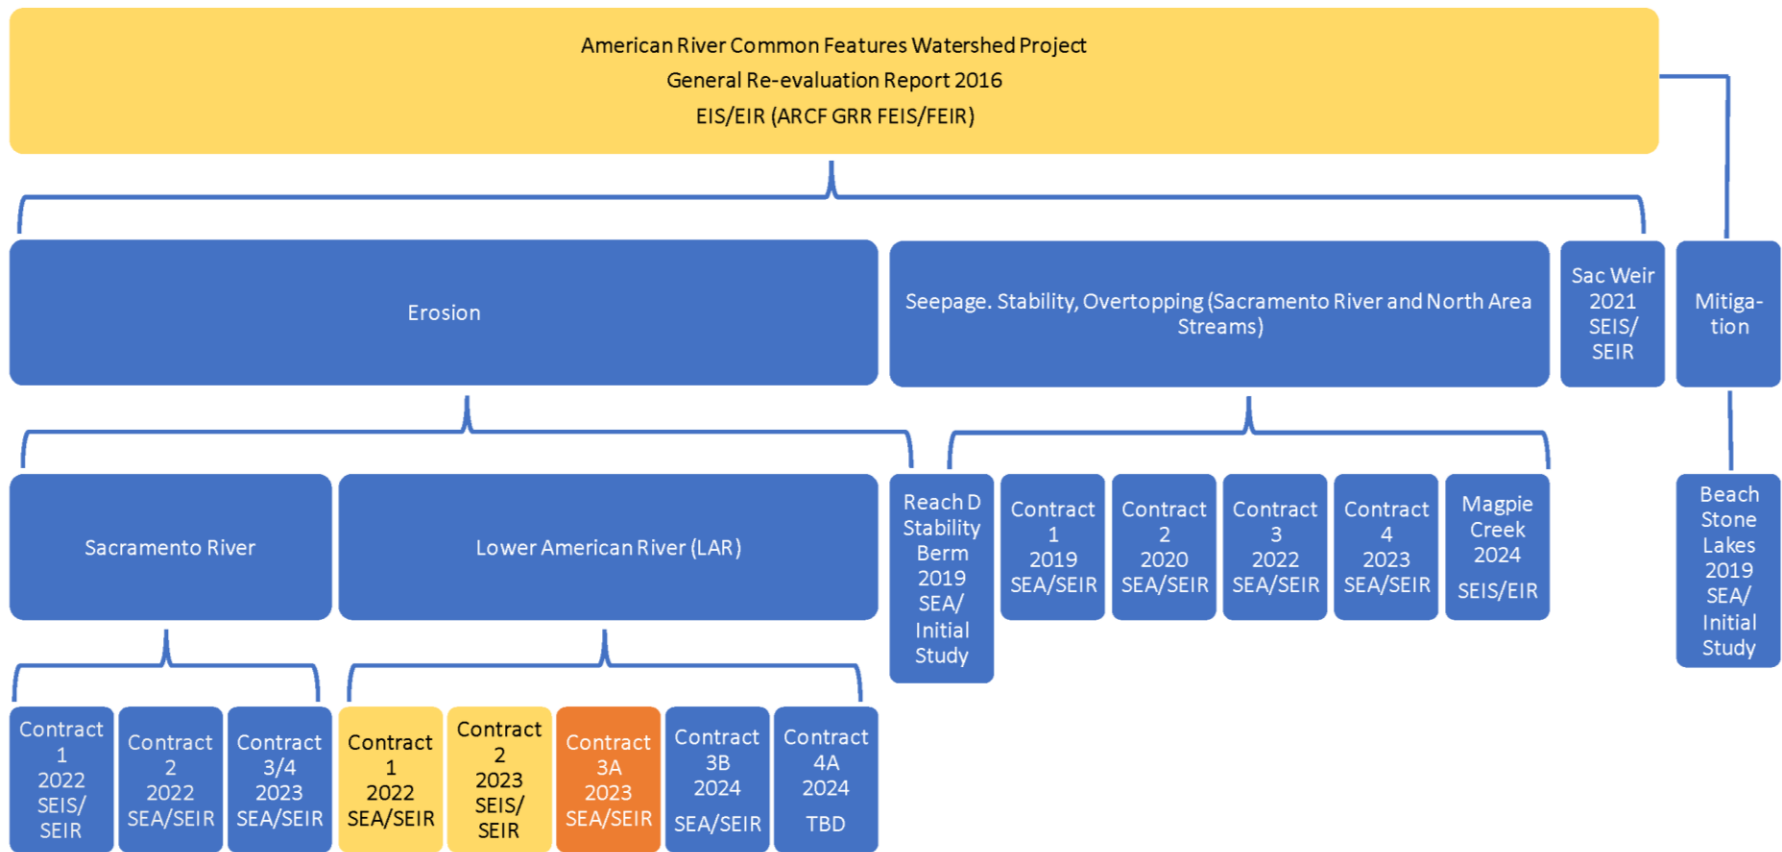 American River Common Features Watershed Project
General Re-evaluation Report 2016
EIS/EIR (ARCF GRR FEIS/FEIR)
Erosion
Seepage. Stability, Overtopping (Sacramento River and North Area
Streams)
Sac Weir
2021
SEIS/
SEIR
Mitiga-
tion
Sacramento River
Lower American River (LAR)
Reach D
Stability
Berm
2019
SEA/
Initial
Study
Contract
1
2019
SEA/SEIR
Contract
2
2020
SEA/SEIR
Contract
3
2022
SEA/SEIR
Contract
4
2023
SEA/SEIR
Magpie
Creek
2024
SEIS/EIR
Beach
Stone
Lakes
2019
SEA/
Initial
Study
Contract
1
2022
SEIS/
SEIR
Contract
2
2022
SEA/SEIR
Contract
3/4
2023
SEA/SEIR
Contract
1
2022
SEA/SEIR
Contract
2
2023
SEIS/
SEIR
Contract
3A
2023
SEA/SEIR
Contract
3B
2024
SEA/SEIR
Contract
4A
2024
TBD